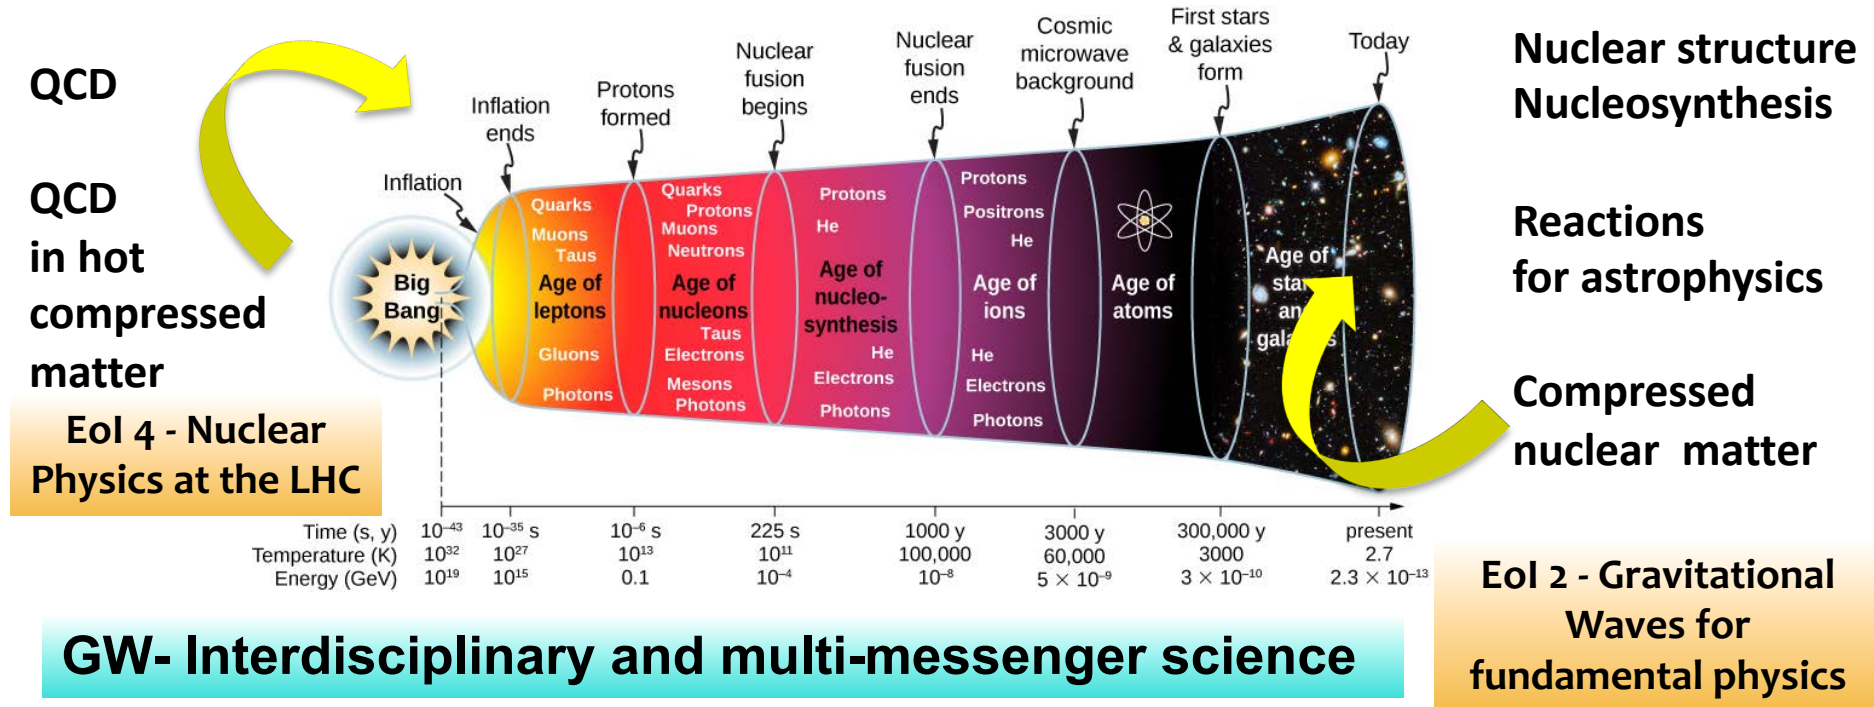 QCD
QCD
in hot
compressed
matter
EoI 4 - Nuclear
Physics at the LHC
Inflation
Inflation
ends
Protons
formed
Nuclear
fusion
begins
Nuclear
fusion
ends
Cosmic
microwave
background
First stars
& galaxies
form
Today
Big
Bang
Quarks
Muons
Taus
Age of
leptons
Gluons
Photons
Quarks
Protons
Muons
Neutrons
Age of
nucleons
Taus
Electrons
Mesons
Photons
Protons
He
Age of
nucleo-
synthesis
He
Electrons
Photons
Protons
Positrons
He
Age of
ions
He
Electrons
Photons
Age of
atoms
Age of
and
Nuclear structure
Nucleosynthesis
Reactions
for astrophysics
Compressed
nuclear matter
Time (s, y) 10⁻⁴³ 10⁻³⁵ s 10⁻⁶ s 225 s 1000 y 3000 y 300,000 y present
Temperature (K) 10³² 10²⁷ 10¹³ 10¹¹ 100,000 60,000 3000 2.7
Energy (GeV) 10¹⁹ 10¹⁵ 0.1 10⁻⁴ 10⁻⁸ 5 × 10⁻⁹ 3 × 10⁻¹⁰ 2.3 × 10⁻¹³
EoI 2 - Gravitational
Waves for
fundamental physics
GW- Interdisciplinary and multi-messenger science